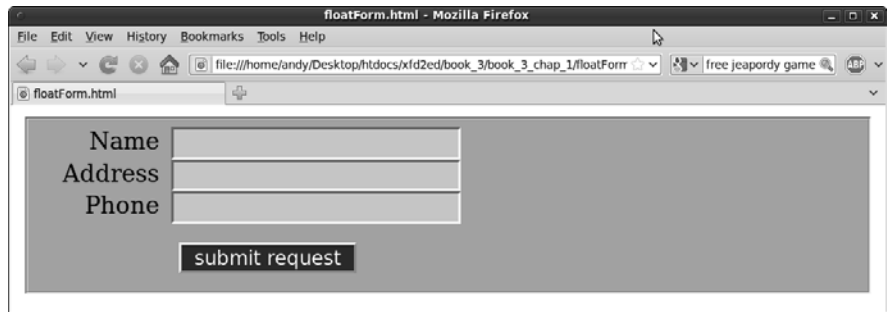 floatForm.html - Mozilla Firefox
File Edit View History Bookmarks Tools Help
file:///home/andy/Desktop/htdocs/xfd2ed/book_3/book_3_chap_1/floatForm free jeapordy game ABP
floatForm.html
Name
Address
Phone
submit request